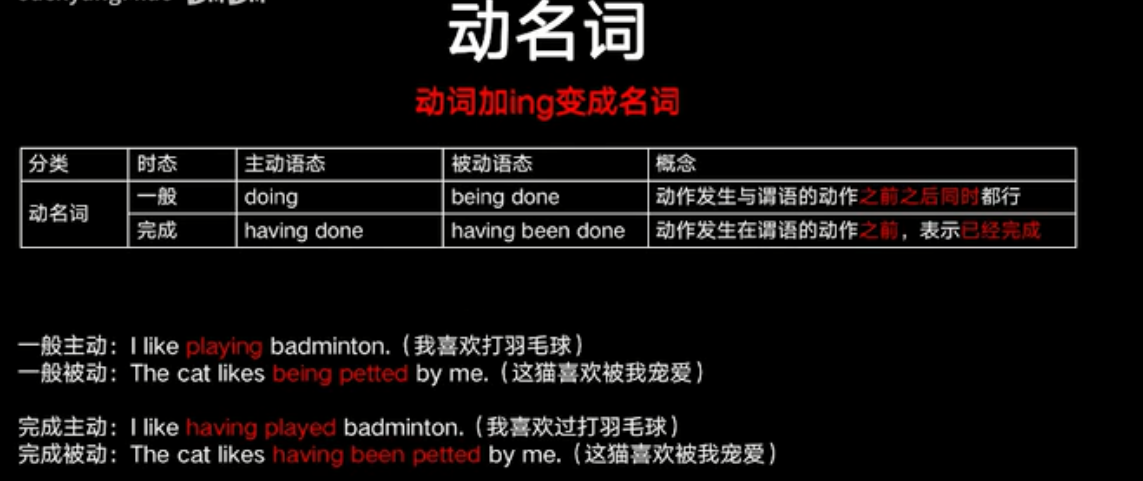 动名词
动词加ing变成名词
分类 时态 主动语态 被动语态 概念
动名词 一般 doing being done 动作发生与谓语的动作之前之后同时都行
完成 having done having been done 动作发生在谓语的动作之前，表示已经完成
一般主动：I like playing badminton.（我喜欢打羽毛球）
一般被动：The cat likes being petted by me.（这猫喜欢被我宠爱）
完成主动：I like having played badminton.（我喜欢过打羽毛球）
完成被动：The cat likes having been petted by me.（这猫喜欢被我宠爱）